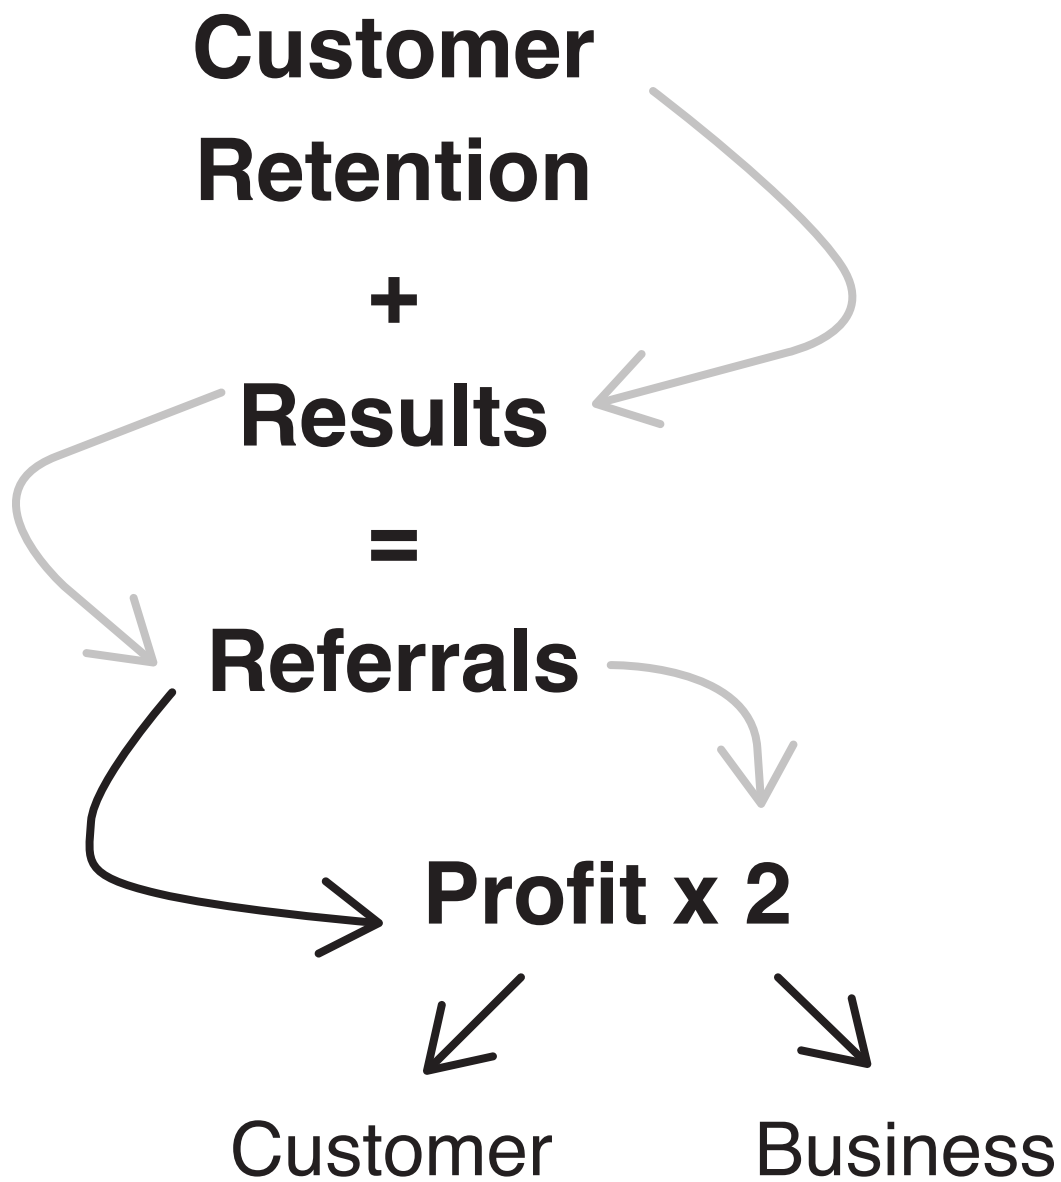 Customer
Retention
+
Results
=
Referrals
Profit x 2
Customer
Business